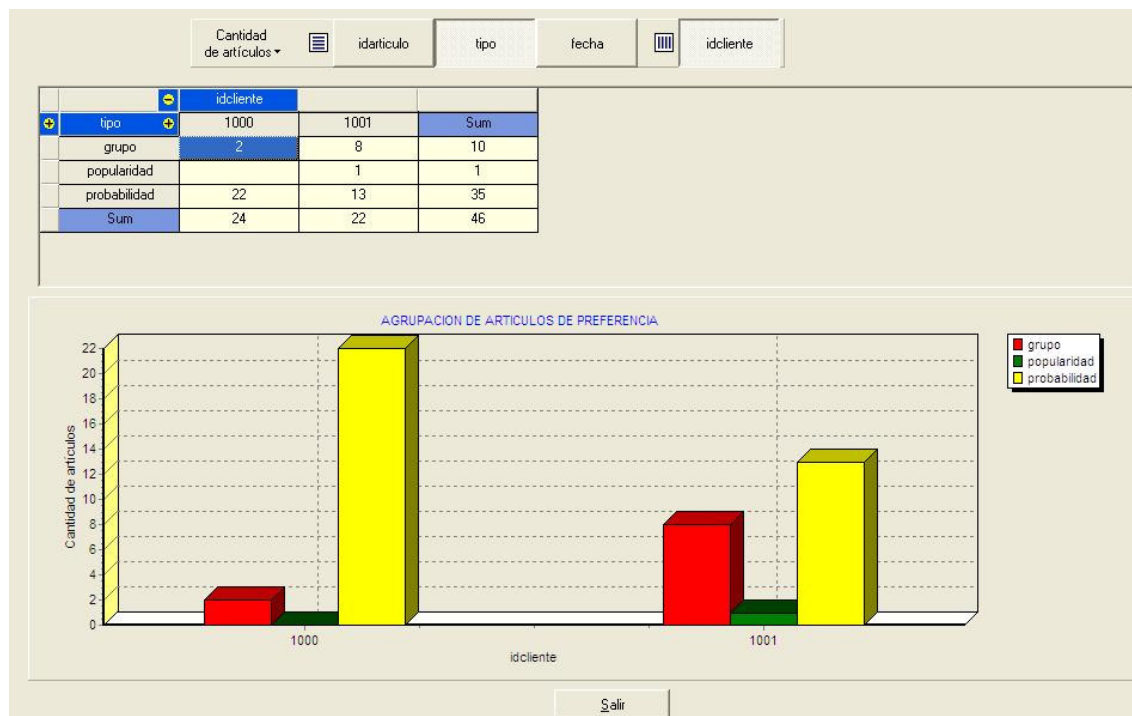 Cantidad
de artículos idarticulo tipo fecha idcliente
idcliente
tipo 1000 1001 Sum
grupo 2 8 10
popularidad 1 1
probabilidad 22 13 35
Sum 24 22 46
AGRUPACION DE ARTICULOS DE PREFERENCIA
grupo
popularidad
probabilidad
Cantidad de artículos
22
20
18
16
14
12
10
8
6
4
2
0
1000 1001
idcliente
Salir